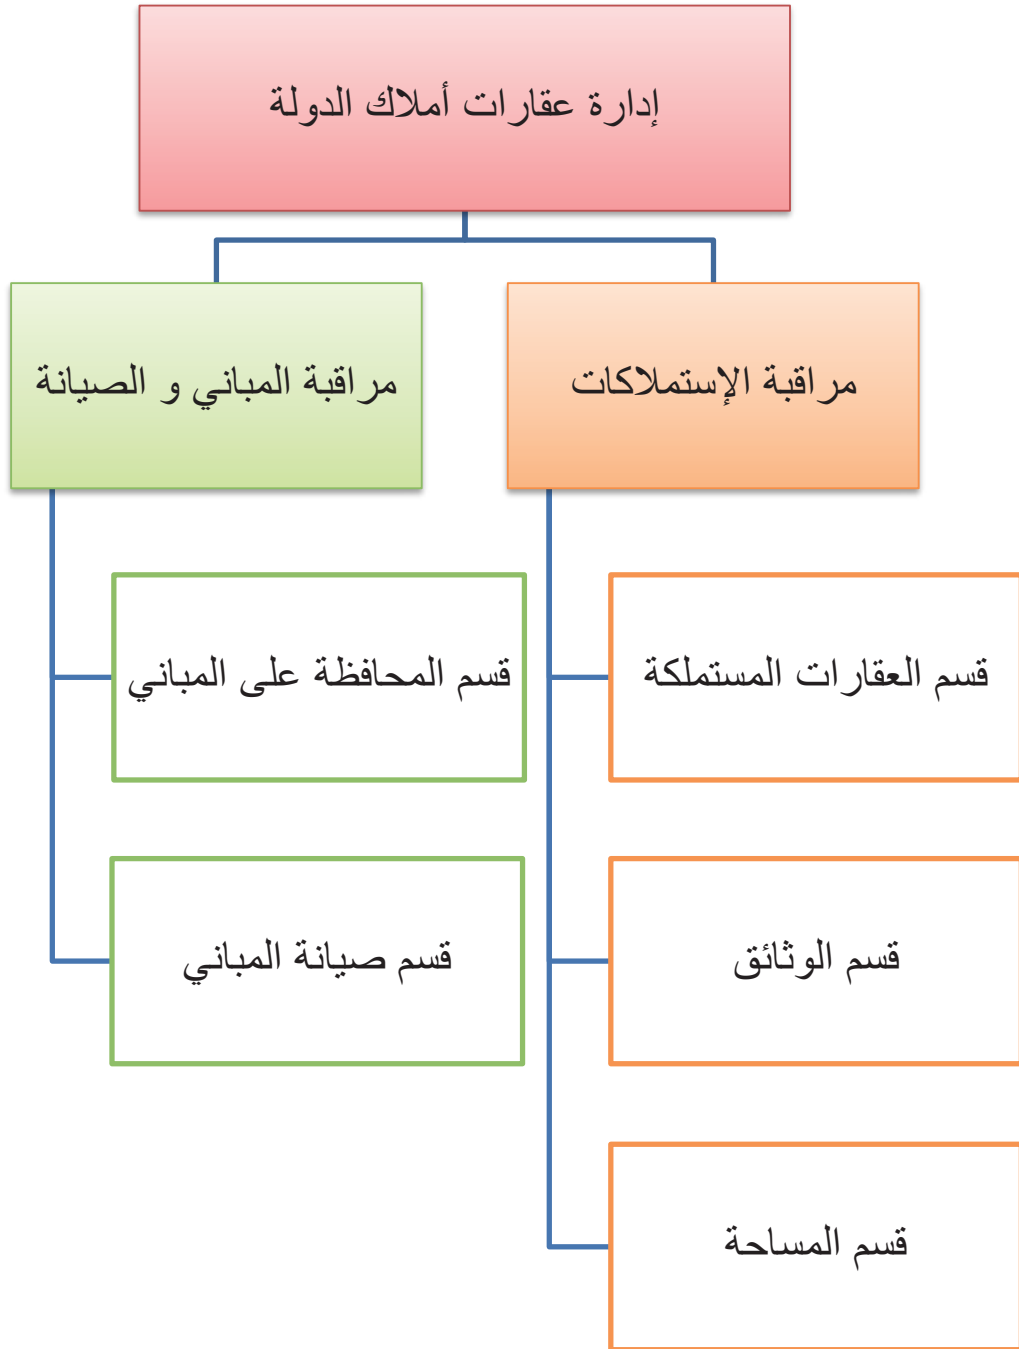 إدارة عقارات أملاك الدولة
مراقبة الإستملاكات
مراقبة المباني و الصيانة
قسم العقارات المستملكة
قسم المحافظة على المباني
قسم الوثائق
قسم صيانة المباني
قسم المساحة